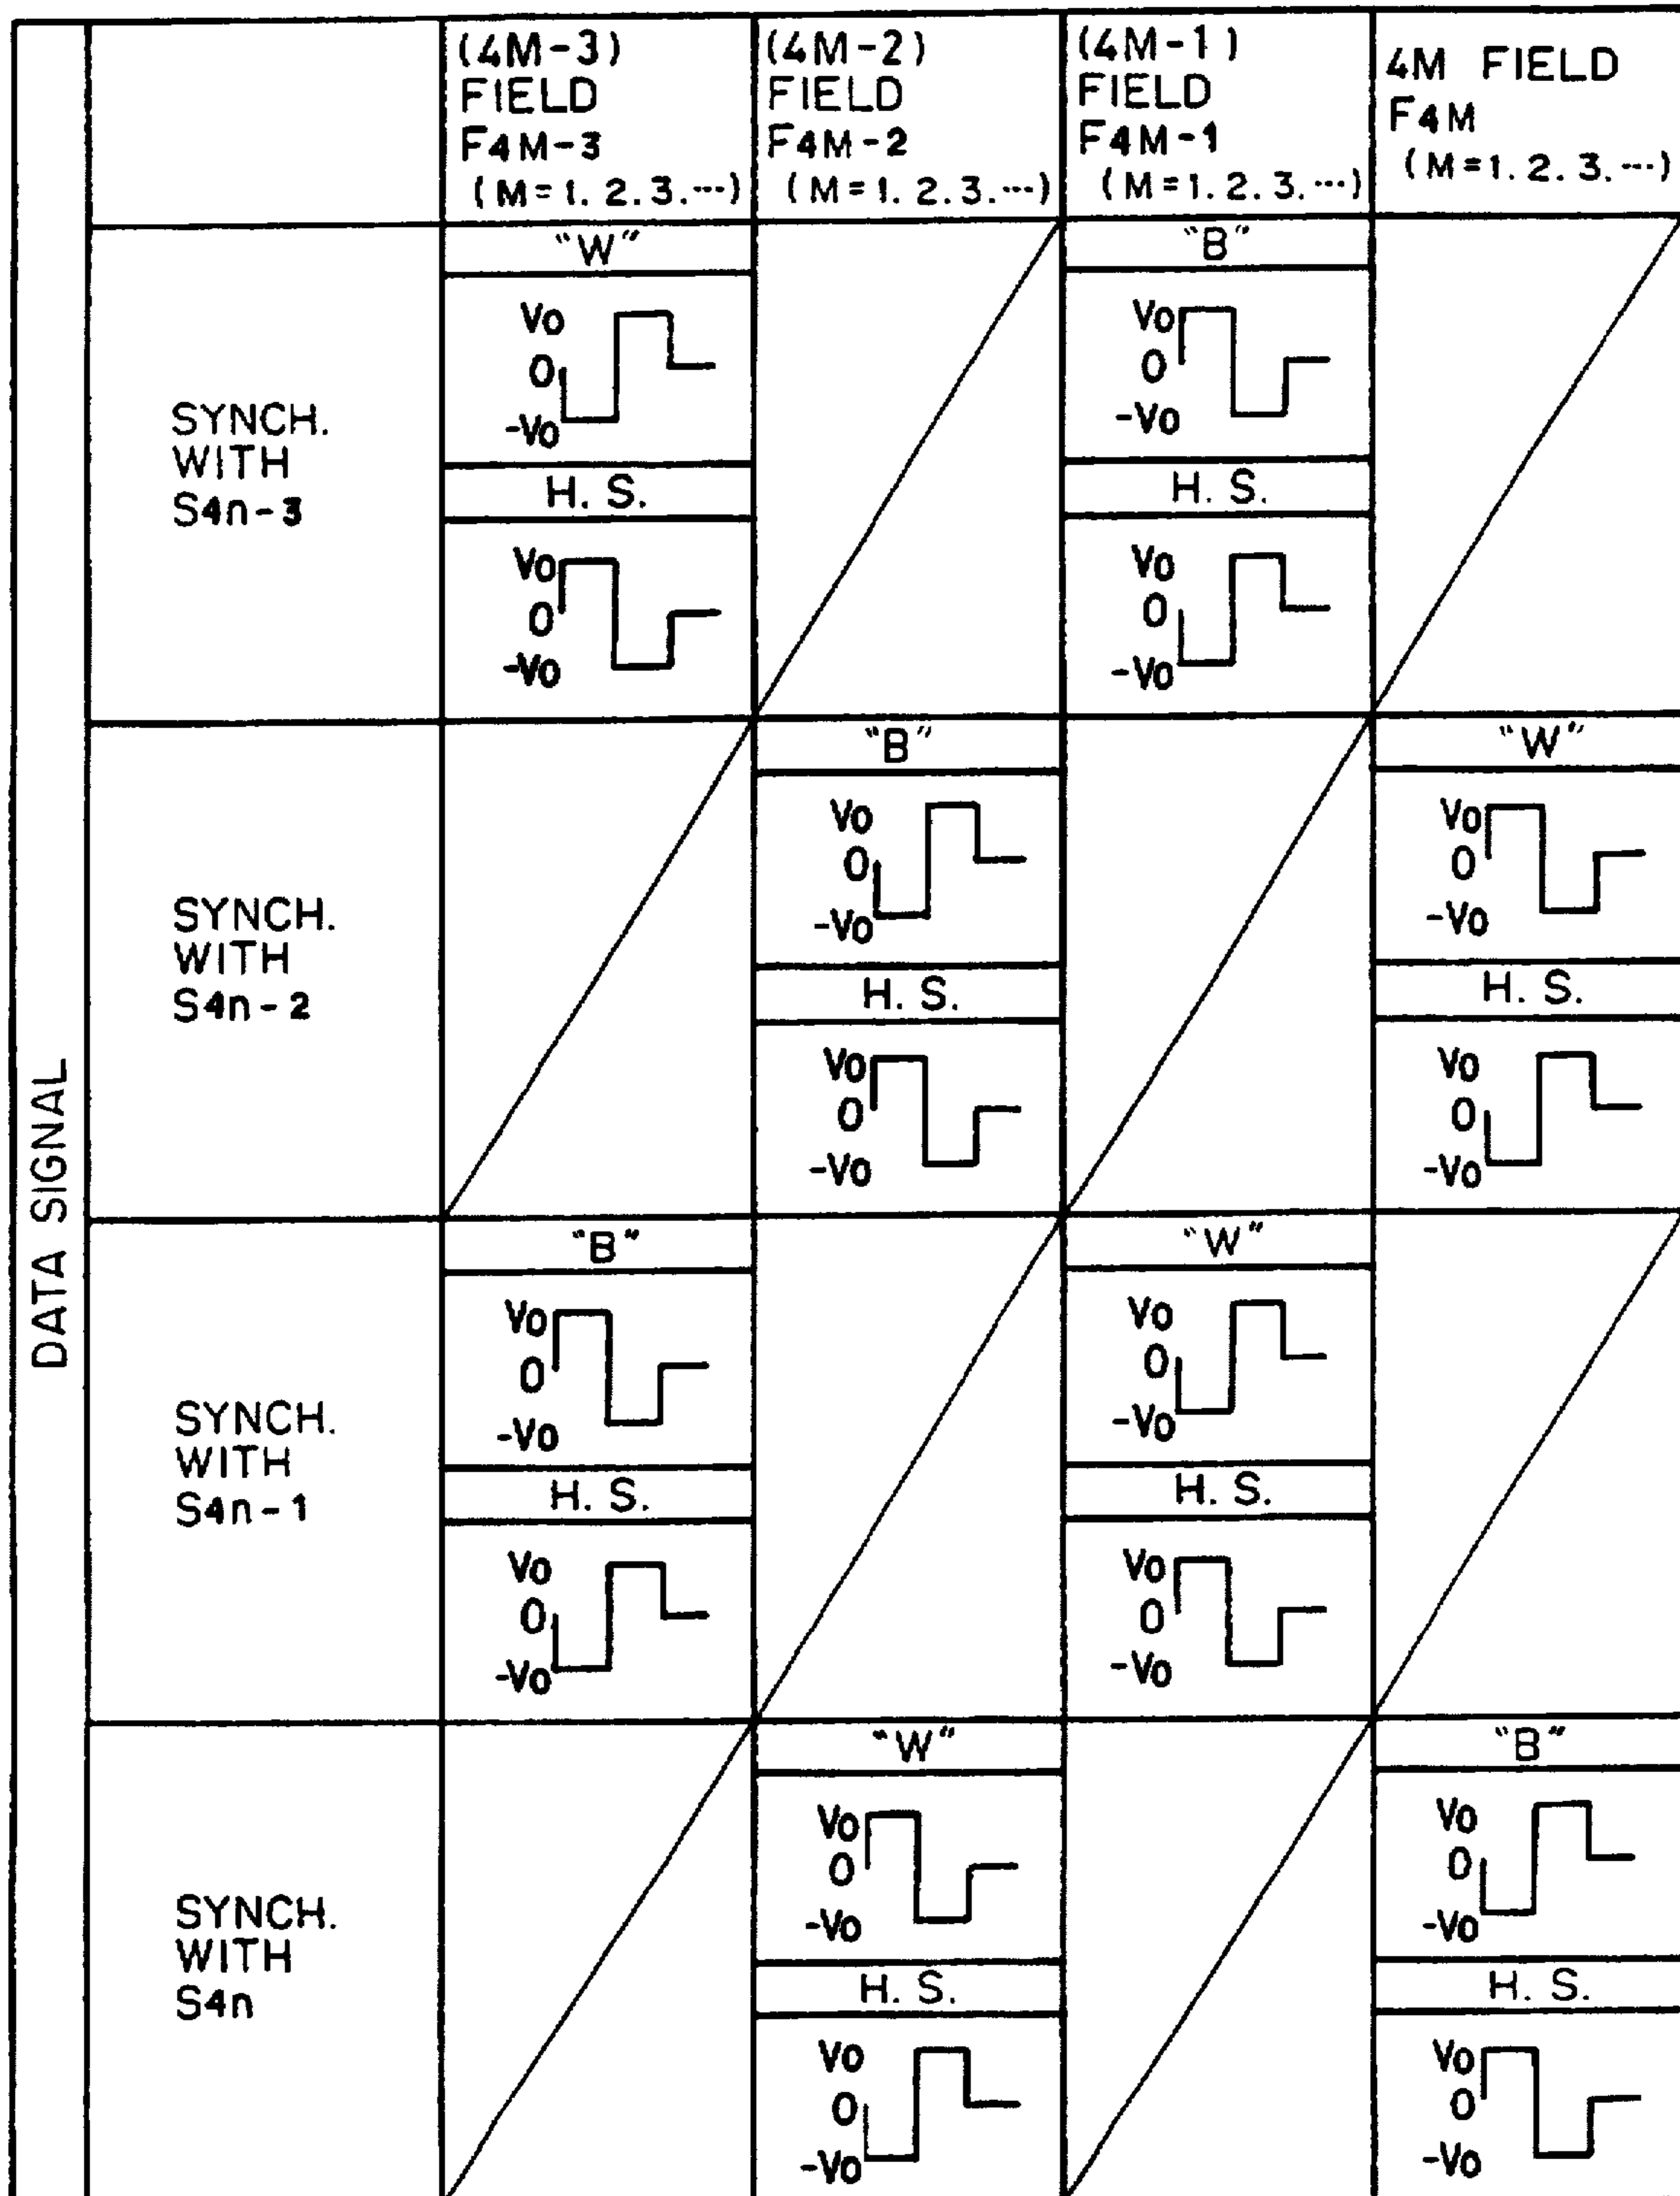 (4M-3)
FIELD
F4M-3
(M=1.2.3.…)
(4M-2)
FIELD
F4M-2
(M=1.2.3.…)
(4M-1)
FIELD
F4M-1
(M=1.2.3.…)
4M FIELD
F4M
(M=1.2.3.…)
DATA SIGNAL
SYNCH.
WITH
S4n-3
"W"
Vo
0
-Vo
H. S.
Vo
0
-Vo
"B"
Vo
0
-Vo
H. S.
Vo
0
-Vo
SYNCH.
WITH
S4n-2
"B"
Vo
0
-Vo
H. S.
Vo
0
-Vo
"W"
Vo
0
-Vo
H. S.
Vo
0
-Vo
SYNCH.
WITH
S4n-1
"B"
Vo
0
-Vo
H. S.
Vo
0
-Vo
"W"
Vo
0
-Vo
H. S.
Vo
0
-Vo
SYNCH.
WITH
S4n
"W"
Vo
0
-Vo
H. S.
Vo
0
-Vo
"B"
Vo
0
-Vo
H. S.
Vo
0
-Vo